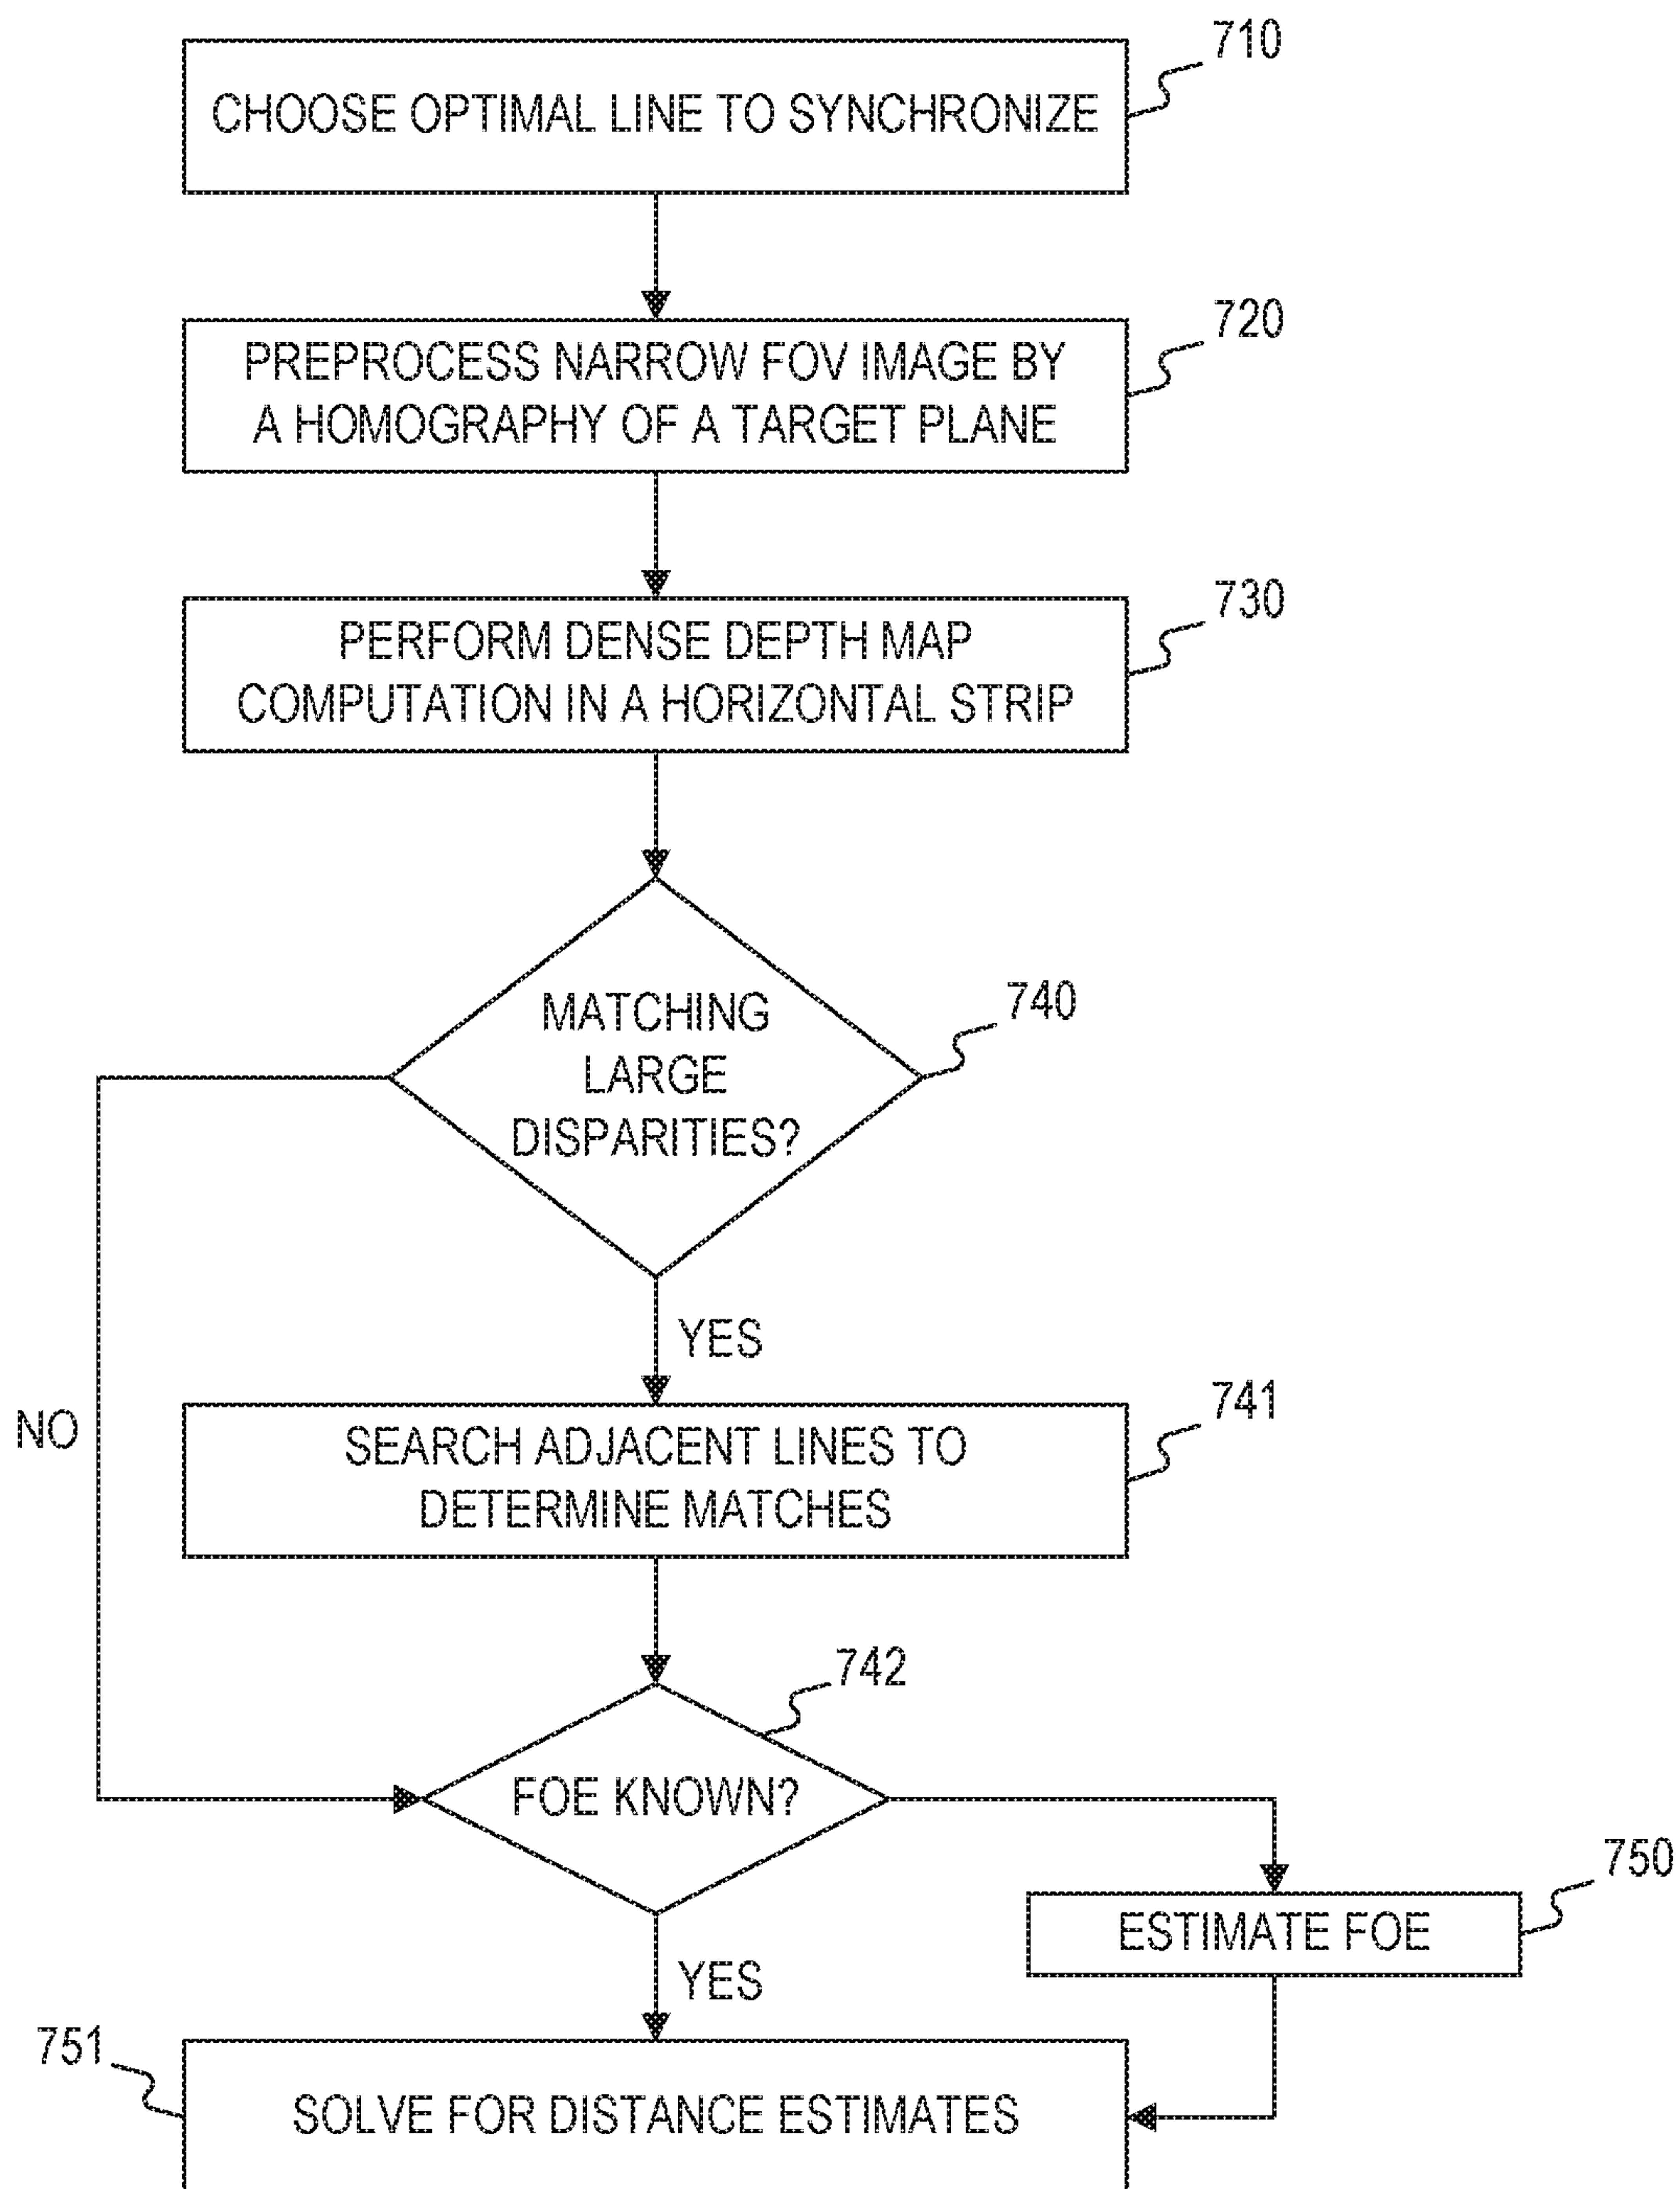 710
CHOOSE OPTIMAL LINE TO SYNCHRONIZE
720
PREPROCESS NARROW FOV IMAGE BY
A HOMOGRAPHY OF A TARGET PLANE
730
PERFORM DENSE DEPTH MAP
COMPUTATION IN A HORIZONTAL STRIP
740
MATCHING
LARGE
DISPARITIES?
YES
NO
741
SEARCH ADJACENT LINES TO
DETERMINE MATCHES
742
FOE KNOWN?
750
ESTIMATE FOE
YES
751
SOLVE FOR DISTANCE ESTIMATES